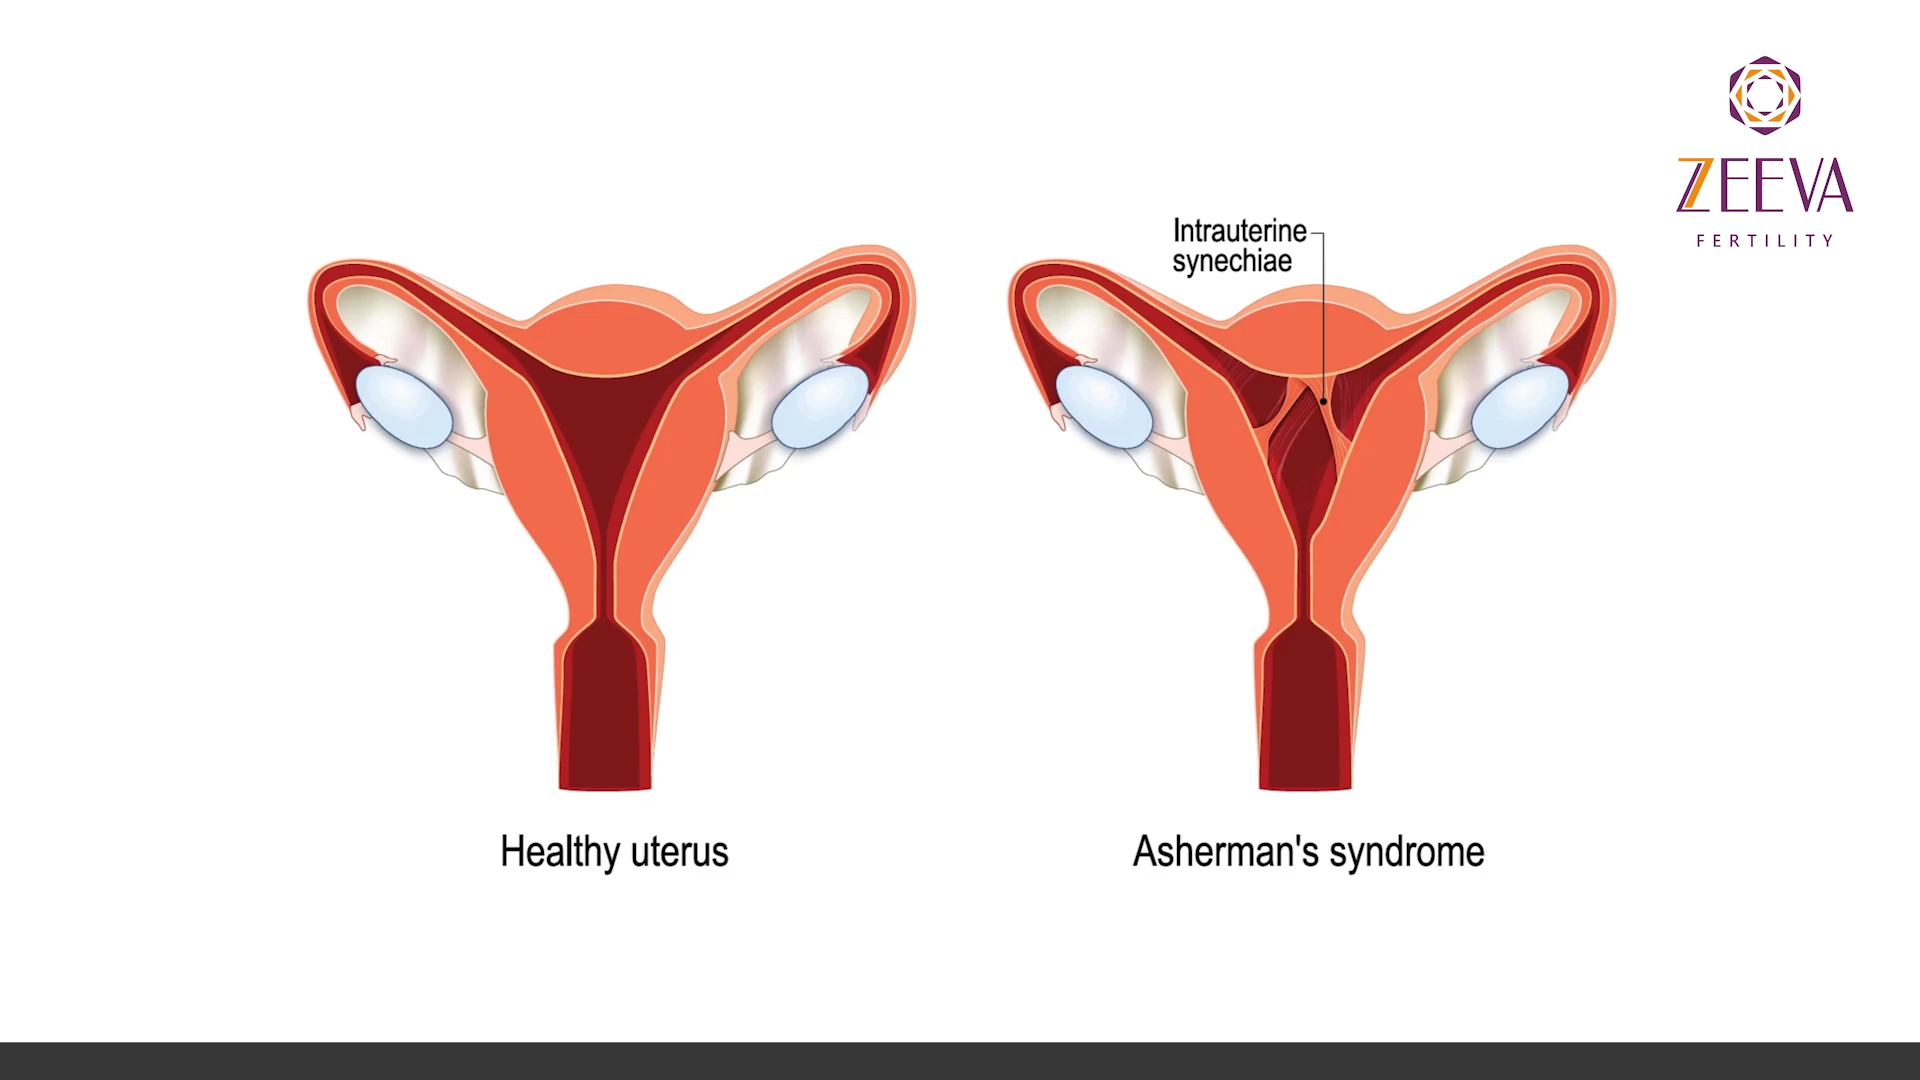 ZEEVA
FERTILITY
Intrauterine
synechiae
Healthy uterus
Asherman's syndrome